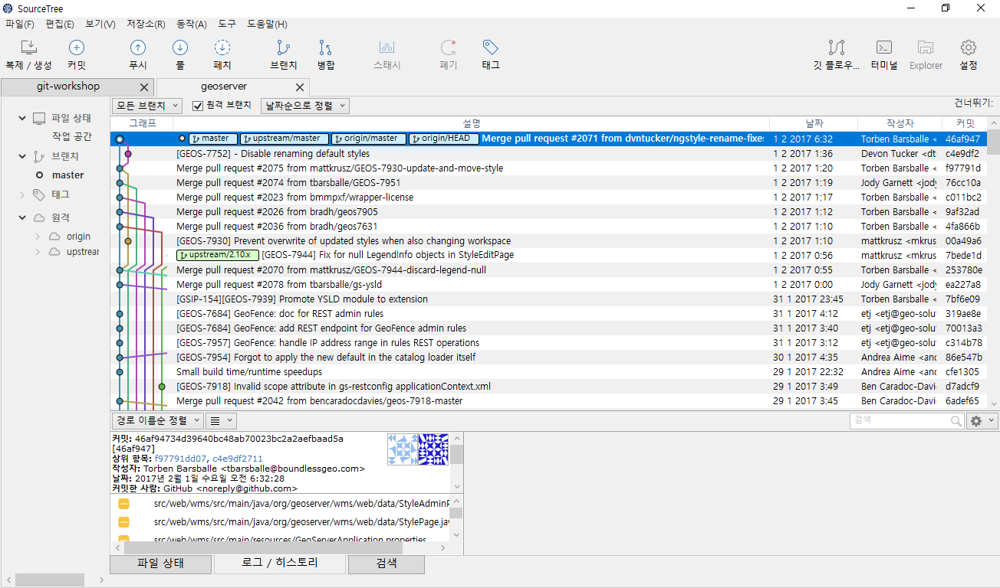 SourceTree
파일(F) 편집(E) 보기(V) 저장소(R) 동작(A) 도구 도움말(H)
복제 / 생성 커밋 푸시 풀 페치 브랜치 병합 스태시 폐기 태그 깃 플로우... 터미널 Explorer 설정
git-workshop geoserver
모든 브랜치 원격 브랜치 날짜순으로 정렬 건너뛰기:
파일 상태
작업 공간
브랜치
master
태그
원격
origin
upstrear
그래프 설명 날짜 작성자 커밋
master upstream/master origin/master origin/HEAD Merge pull request #2071 from dvntucker/ngstyle-rename-fixes 1 2 2017 6:32 Torben Barsballe < 46af947
[GEOS-7752] - Disable renaming default styles 1 2 2017 1:36 Devon Tucker <dt c4e9df2
Merge pull request #2075 from mattkrusz/GEOS-7930-update-and-move-style 1 2 2017 1:20 Torben Barsballe < f97791d
Merge pull request #2074 from tbarsballe/GEOS-7951 1 2 2017 1:19 Jody Garnett <jody 76cc10a
Merge pull request #2023 from bmmpxf/wrapper-license 1 2 2017 1:17 Torben Barsballe < c011bc2
Merge pull request #2026 from bradh/geos7905 1 2 2017 1:12 Torben Barsballe < 9af32ad
Merge pull request #2036 from bradh/geos7631 1 2 2017 1:10 Torben Barsballe < 4fa866b
[GEOS-7930] Prevent overwrite of updated styles when also changing workspace 1 2 2017 1:10 mattkrusz <mkrus 00a49a6
upstream/2.10.x [GEOS-7944] Fix for null LegendInfo objects in StyleEditPage 1 2 2017 0:56 mattkrusz <mkrus 7bede1d
Merge pull request #2070 from mattkrusz/GEOS-7944-discard-legend-null 1 2 2017 0:55 Torben Barsballe < 253780e
Merge pull request #2078 from tbarsballe/gs-ysld 1 2 2017 0:00 Jody Garnett <jody ea227a8
[GSIP-154][GEOS-7939] Promote YSLD module to extension 31 1 2017 23:45 Torben Barsballe < 7bf6e09
[GEOS-7684] GeoFence: doc for REST admin rules 31 1 2017 4:12 etj <etj@geo-solut 319ae8e
[GEOS-7684] GeoFence: add REST endpoint for GeoFence admin rules 31 1 2017 3:40 etj <etj@geo-solut 70013a3
[GEOS-7957] GeoFence: handle IP address range in rules REST operations 31 1 2017 3:12 etj <etj@geo-solut c314b78
[GEOS-7954] Forgot to apply the new default in the catalog loader itself 30 1 2017 4:35 Andrea Aime <anc 86e547b
Small build time/runtime speedups 29 1 2017 22:32 Andrea Aime <anc cfe1305
[GEOS-7918] Invalid scope attribute in gs-restconfig applicationContext.xml 29 1 2017 3:49 Ben Caradoc-Davi d7adcf9
Merge pull request #2042 from bencaradocdavies/geos-7918-master 29 1 2017 3:45 Ben Caradoc-Davi 6adef65
경로 이름순 정렬 검색
커밋: 46af94734d39640bc48ab70023bc2a2aefbaad5a
[46af947]
상위 항목: f97791dd07, c4e9df2711
작성자: Torben Barsballe <tbarsballe@boundlessgeo.com>
날짜: 2017년 2월 1일 수요일 오전 6:32:28
커밋한 사람: GitHub <noreply@github.com>
src/web/wms/src/main/java/org/geoserver/wms/web/data/StyleAdminP
src/web/wms/src/main/java/org/geoserver/wms/web/data/StylePage.jav
src/web/wms/src/main/resources/GeoServerApplication.properties
파일 상태 로그 / 히스토리 검색